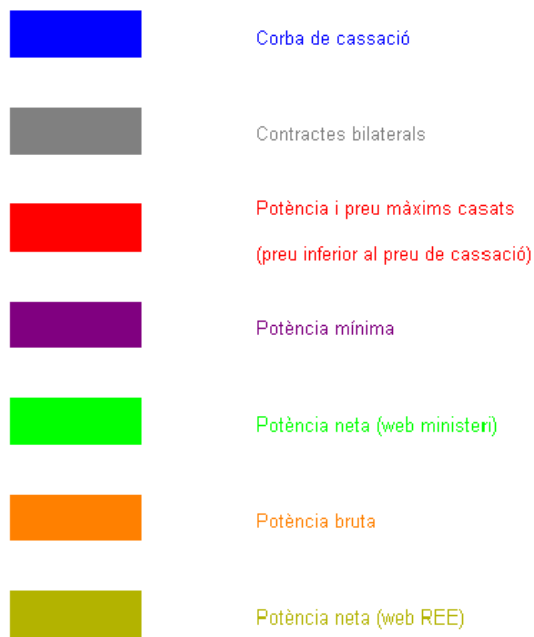 Corba de cassació
Contractes bilaterals
Potència i preu màxims casats
(preu inferior al preu de cassació)
Potència mínima
Potència neta (web ministeri)
Potència bruta
Potència neta (web REE)